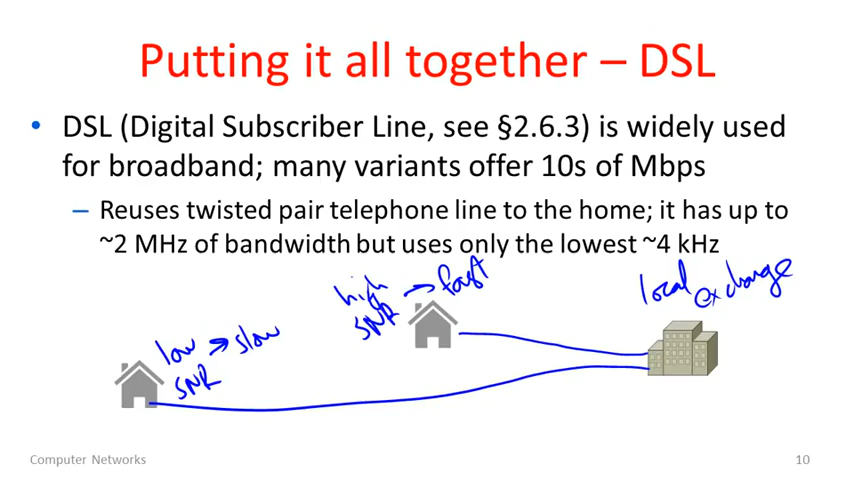 Putting it all together – DSL
• DSL (Digital Subscriber Line, see §2.6.3) is widely used
for broadband; many variants offer 10s of Mbps
– Reuses twisted pair telephone line to the home; it has up to
~2 MHz of bandwidth but uses only the lowest ~4 kHz
high → fast
SNR
local exchange
low → slow
SNR
Computer Networks
10